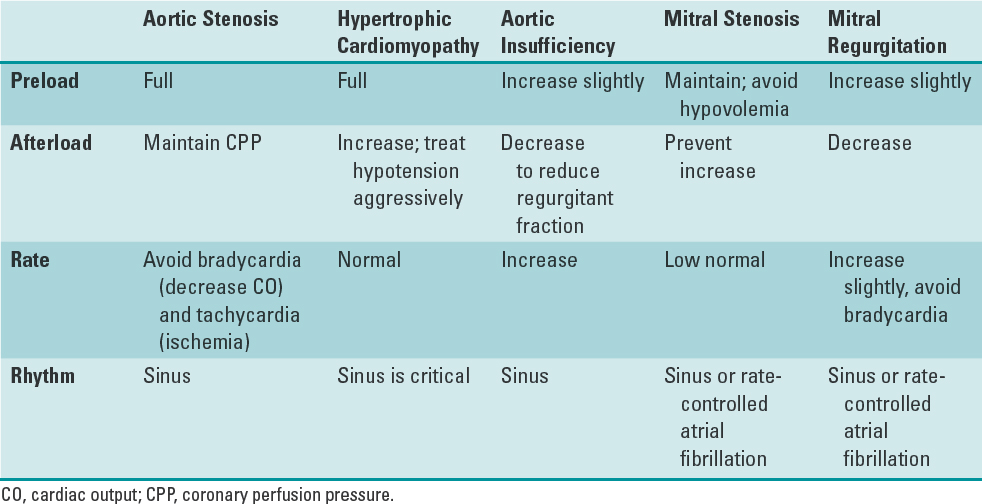 Aortic Stenosis Hypertrophic Cardiomyopathy Aortic Insufficiency Mitral Stenosis Mitral Regurgitation
Preload Full Full Increase slightly Maintain; avoid hypovolemia Increase slightly
Afterload Maintain CPP Increase; treat hypotension aggressively Decrease to reduce regurgitant fraction Prevent increase Decrease
Rate Avoid bradycardia (decrease CO) and tachycardia (ischemia) Normal Increase Low normal Increase slightly, avoid bradycardia
Rhythm Sinus Sinus is critical Sinus Sinus or rate-controlled atrial fibrillation Sinus or rate-controlled atrial fibrillation
CO, cardiac output; CPP, coronary perfusion pressure.